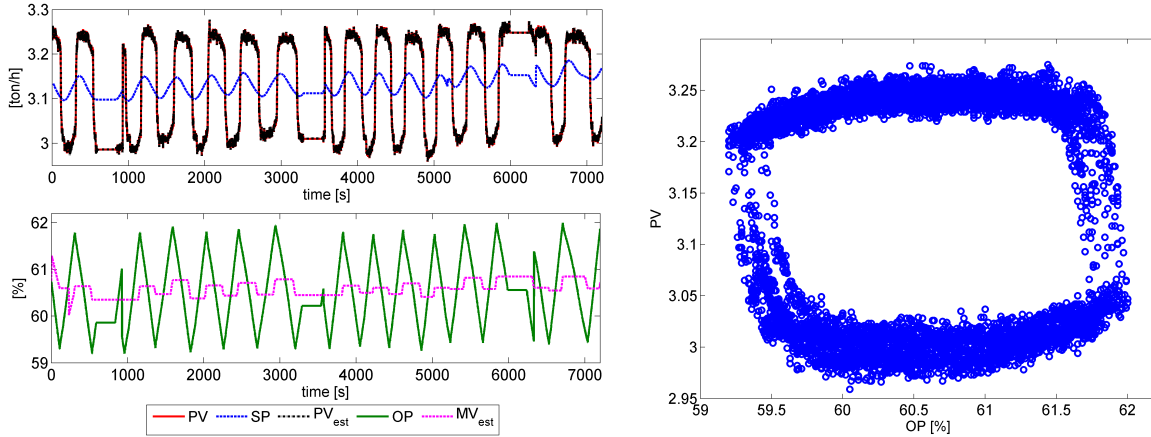 3.3
3.2
3.1
3
[ton/h]
0 1000 2000 3000 4000 5000 6000 7000
time [s]
62
61
60
59
[%]
0 1000 2000 3000 4000 5000 6000 7000
time [s]
PV SP PVest OP MVest
3.25
3.2
3.15
3.1
3.05
3
2.95
PV
59 59.5 60 60.5 61 61.5 62
OP [%]